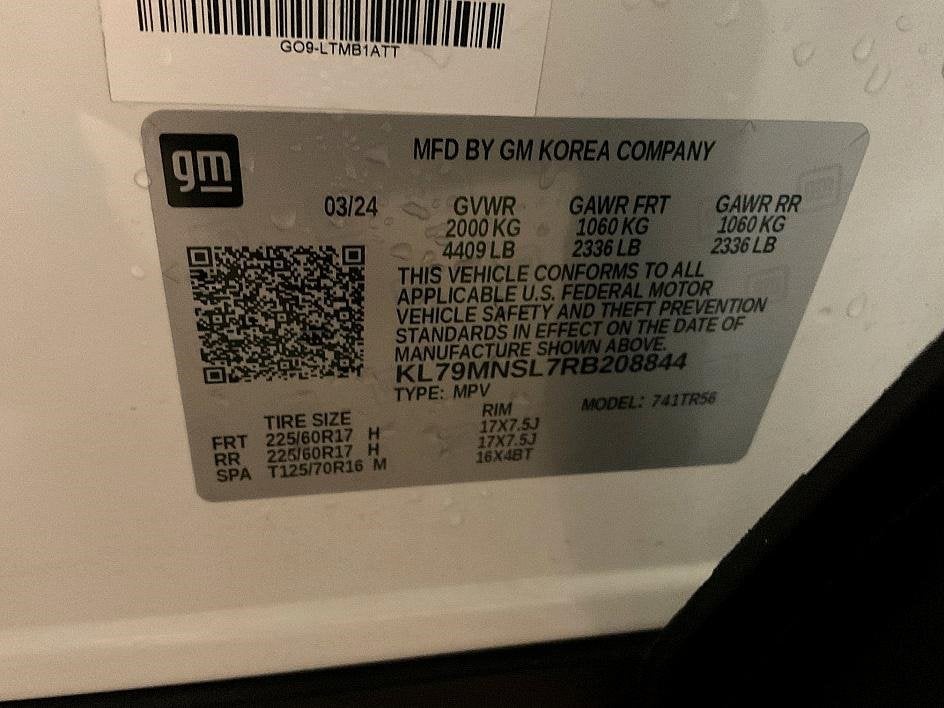 GO9-LTMB1ATT
gm
MFD BY GM KOREA COMPANY
03/24 GVWR GAWR FRT GAWR RR
2000 KG 1060 KG 1060 KG
4409 LB 2336 LB 2336 LB
THIS VEHICLE CONFORMS TO ALL
APPLICABLE U.S. FEDERAL MOTOR
VEHICLE SAFETY AND THEFT PREVENTION
STANDARDS IN EFFECT ON THE DATE OF
MANUFACTURE SHOWN ABOVE.
KL79MNSL7RB208844
TYPE: MPV MODEL: 741TR56
TIRE SIZE RIM
FRT 225/60R17 H 17X7.5J
RR 225/60R17 H 17X7.5J
SPA T125/70R16 M 16X4BT